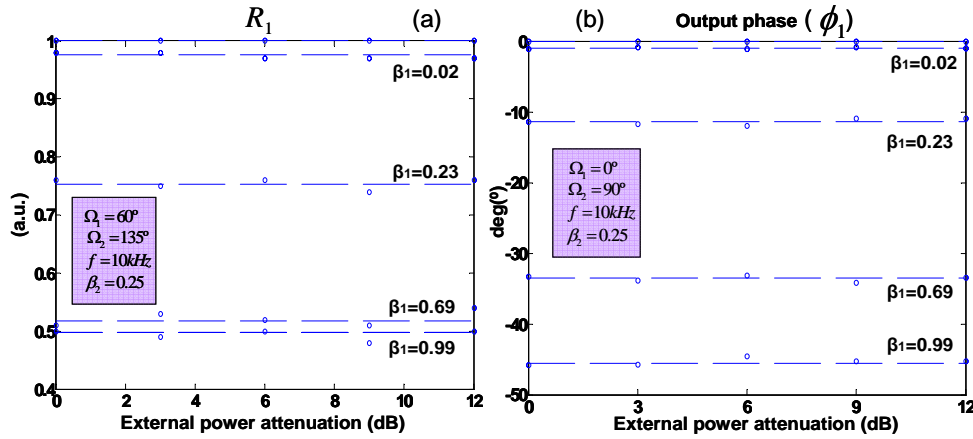 R₁ (a)
1
0.9
0.8
0.7
0.6
0.5
0.4
(a.u.)
β1=0.02
β1=0.23
β1=0.69
β1=0.99
Ω₁=60º
Ω₂=135º
f=10kHz
β₂=0.25
0 2 4 6 8 10 12
External power attenuation (dB)
(b) Output phase (ϕ₁)
0
-10
-20
-30
-40
-50
deg(º)
β1=0.02
β1=0.23
β1=0.69
β1=0.99
Ω₁=0º
Ω₂=90º
f=10kHz
β₂=0.25
0 3 6 9 12
External power attenuation (dB)